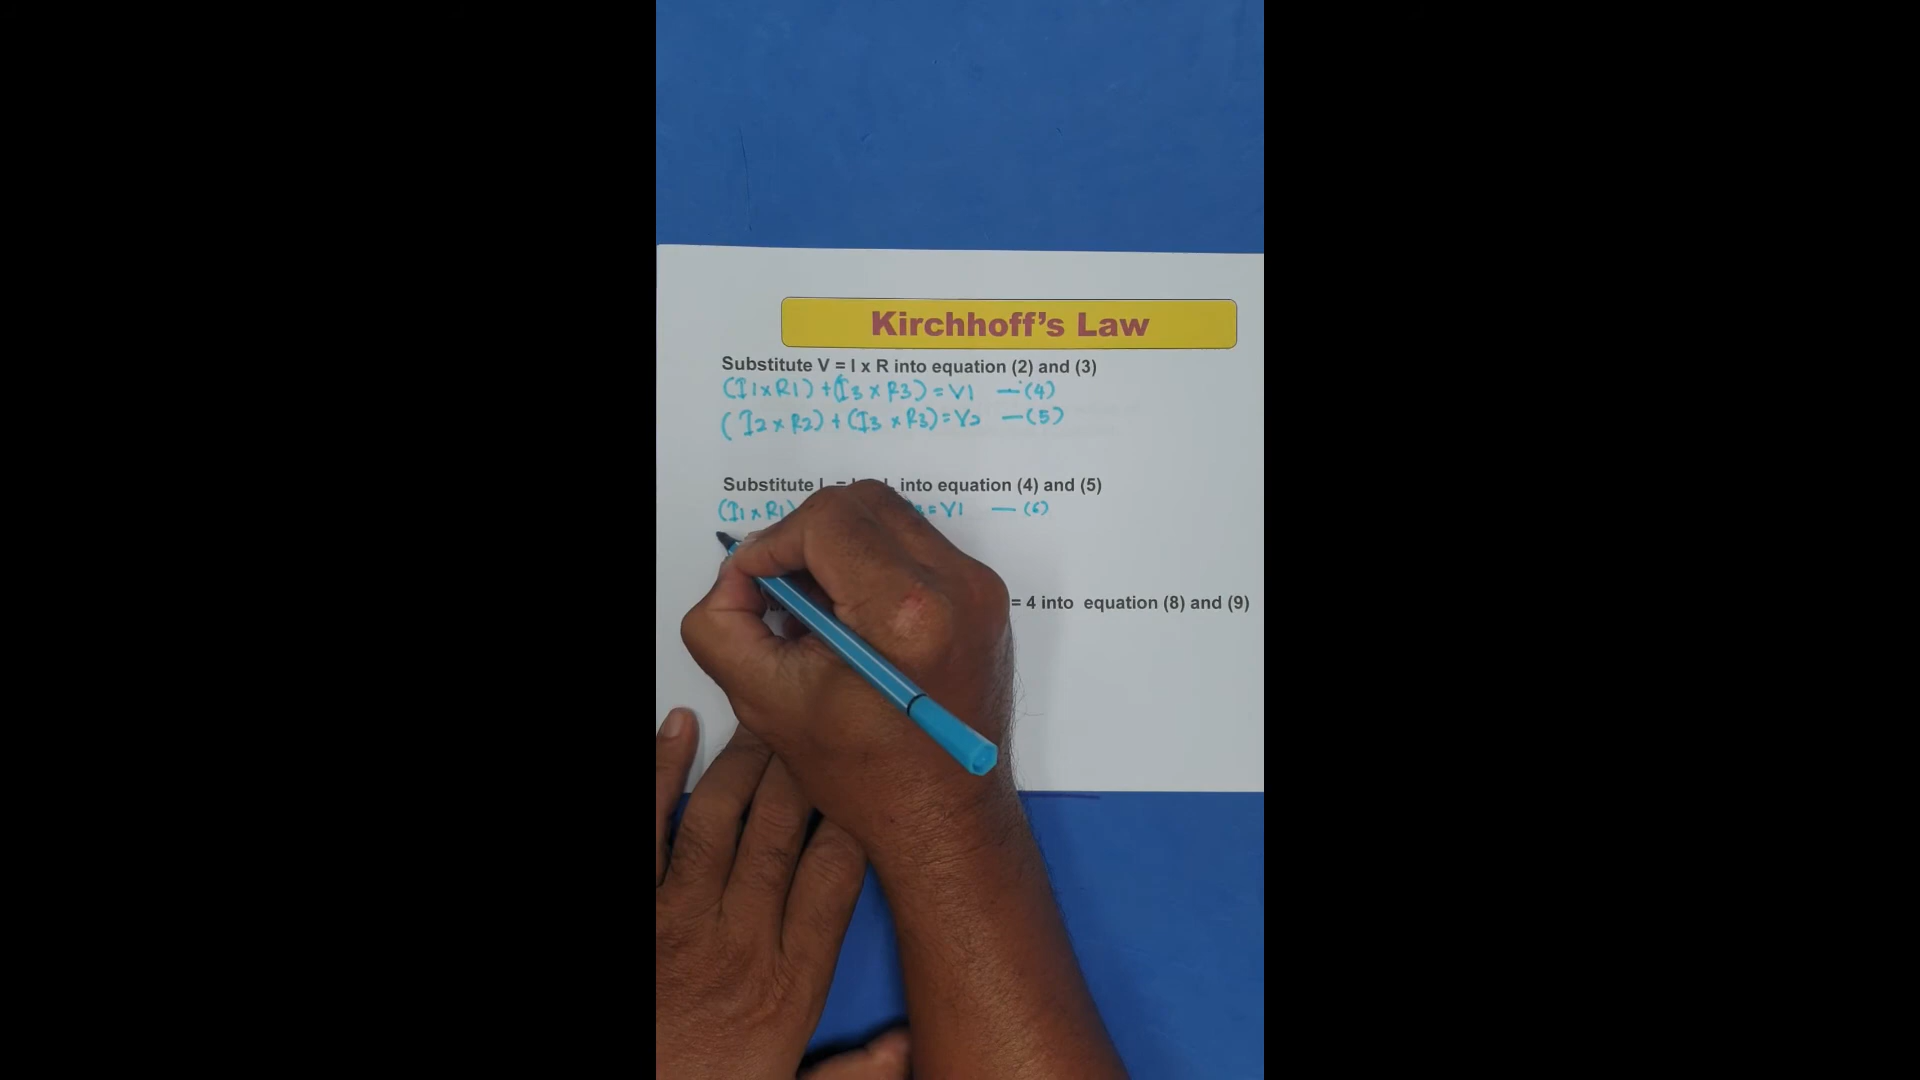 Kirchhoff's Law
Substitute V = I x R into equation (2) and (3)
(I1xR1) +(I3 x R3) = V1 — (4)
(I2 x R2) + (I3 x R3)=V2 — (5)
Substitute into equation (4) and (5)
(I1 x R1) = V1 — (6)
= 4 into equation (8) and (9)